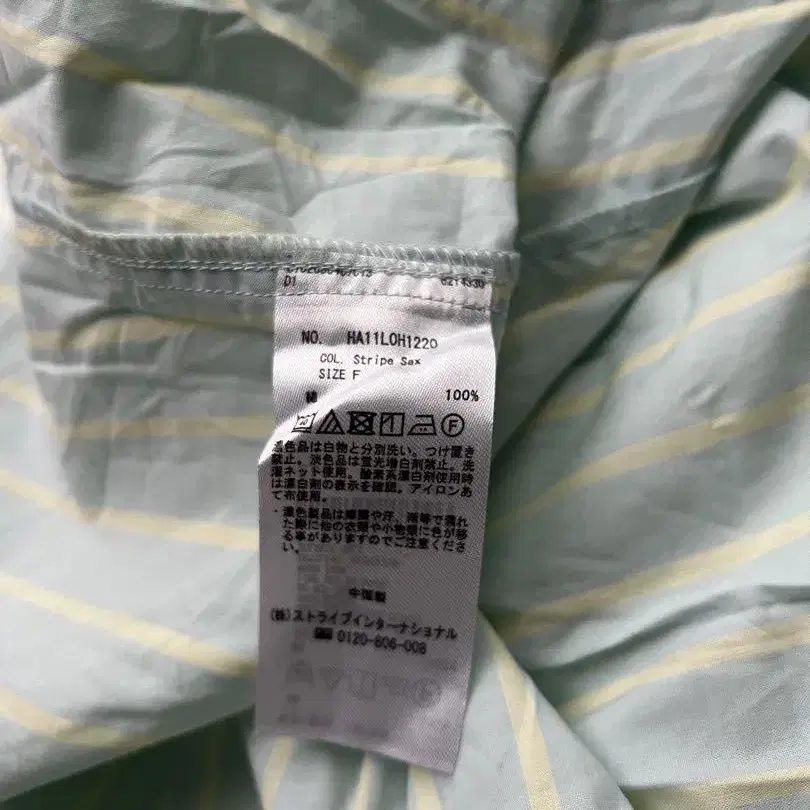 D1 6214330
NO. HA11L0H1220
COL. Stripe Sax
SIZE F
綿 100%
濃色品は白物と分別洗い。つけ置き
禁止。淡色品は蛍光増白剤禁止。洗
濯ネット使用。酸素系漂白剤使用時
は漂白剤の表示を確認。アイロンあ
て布使用。
・濃色製品は摩擦や汗、雨等で濡れ
た際に他の衣類や小物類に色が移
る事がありますのでご注意くださ
い。
中国製
(株)ストライプインターナショナル
0120-606-008